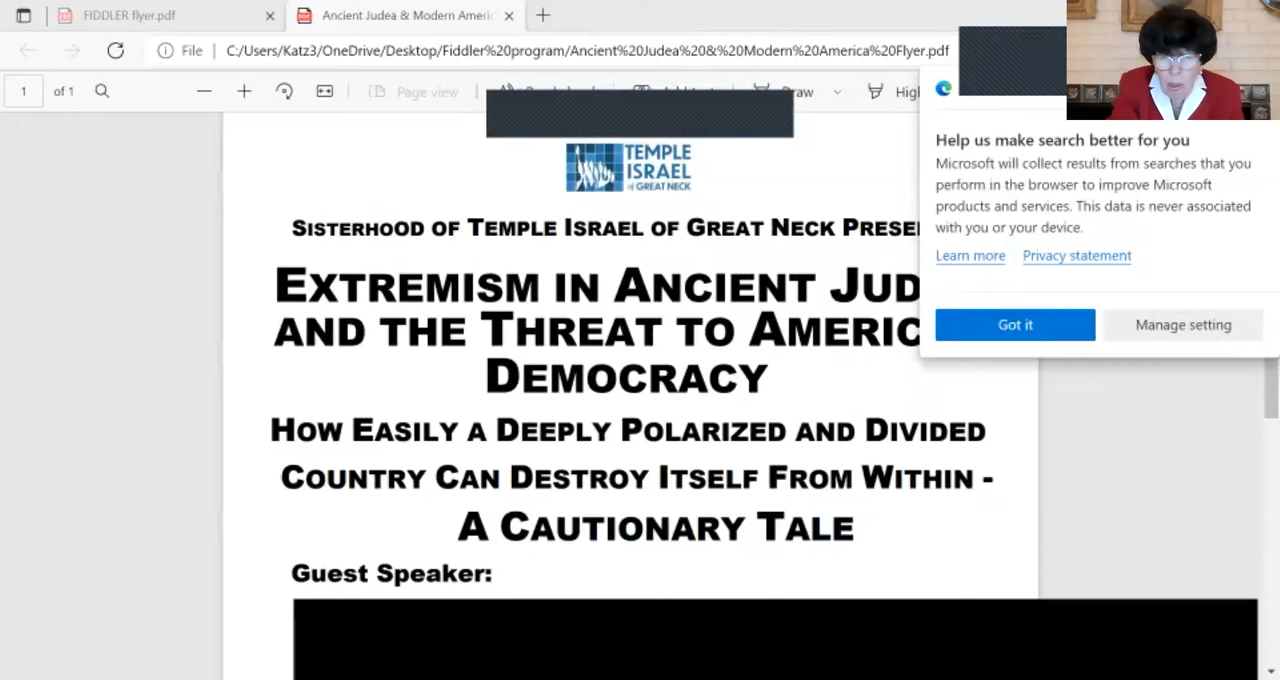 FIDDLER flyer.pdf
Ancient Judea & Modern Americ
File
C:/Users/Katz3/OneDrive/Desktop/Fiddler%20program/Ancient%20Judea%20&%20Modern%20America%20Flyer.pdf
1 of 1
Page view
Draw
High
TEMPLE
ISRAEL
OF GREAT NECK
SISTERHOOD OF TEMPLE ISRAEL OF GREAT NECK PRESE
EXTREMISM IN ANCIENT JUD
AND THE THREAT TO AMERIC
DEMOCRACY
HOW EASILY A DEEPLY POLARIZED AND DIVIDED
COUNTRY CAN DESTROY ITSELF FROM WITHIN -
A CAUTIONARY TALE
Guest Speaker:
Help us make search better for you
Microsoft will collect results from searches that you
perform in the browser to improve Microsoft
products and services. This data is never associated
with you or your device.
Learn more Privacy statement
Got it Manage setting